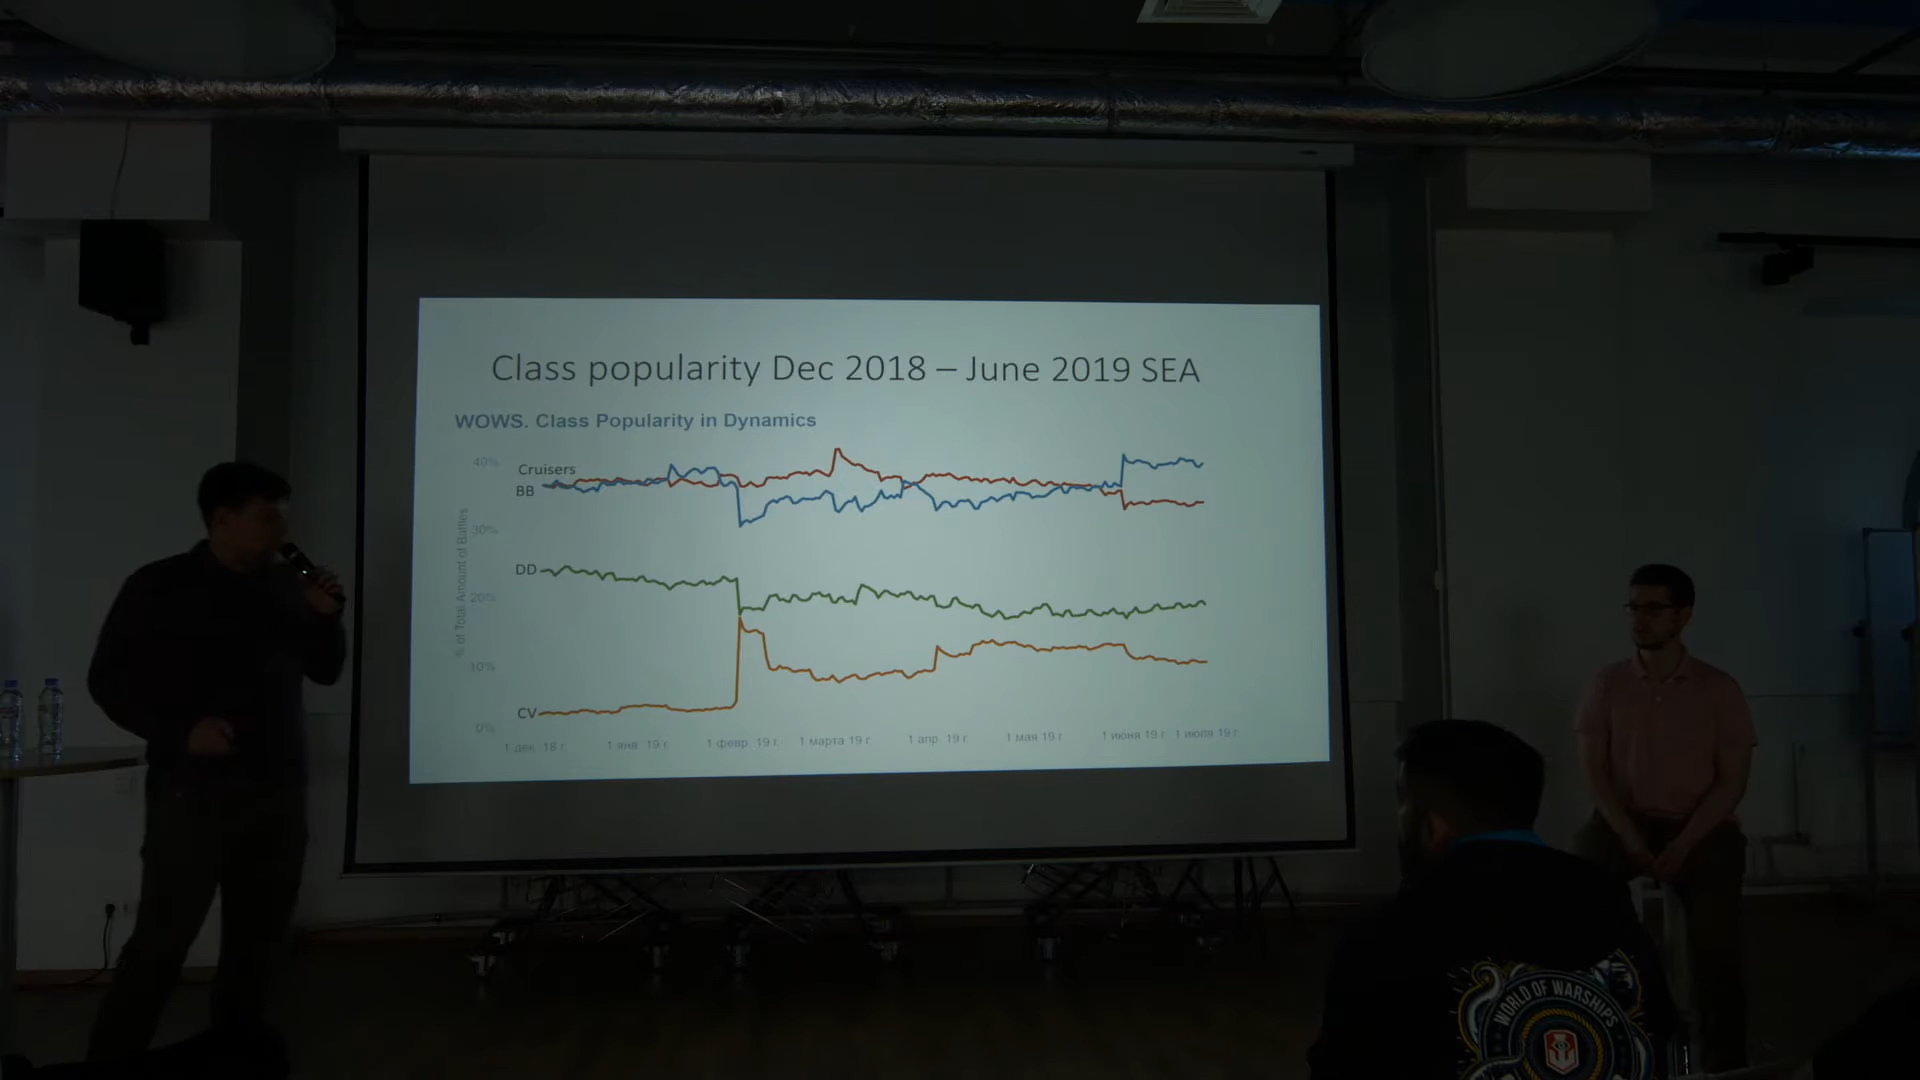 Class popularity Dec 2018 – June 2019 SEA
WOWS. Class Popularity in Dynamics
% of Total Amount of Battles
40%
30%
20%
10%
0%
Cruisers
BB
DD
CV
1 дек. 18 г.
1 янв. 19 г.
1 февр. 19 г.
1 марта 19 г.
1 апр. 19 г.
1 мая 19 г.
1 июня 19 г.
1 июля 19 г.
WORLD OF WARSHIPS